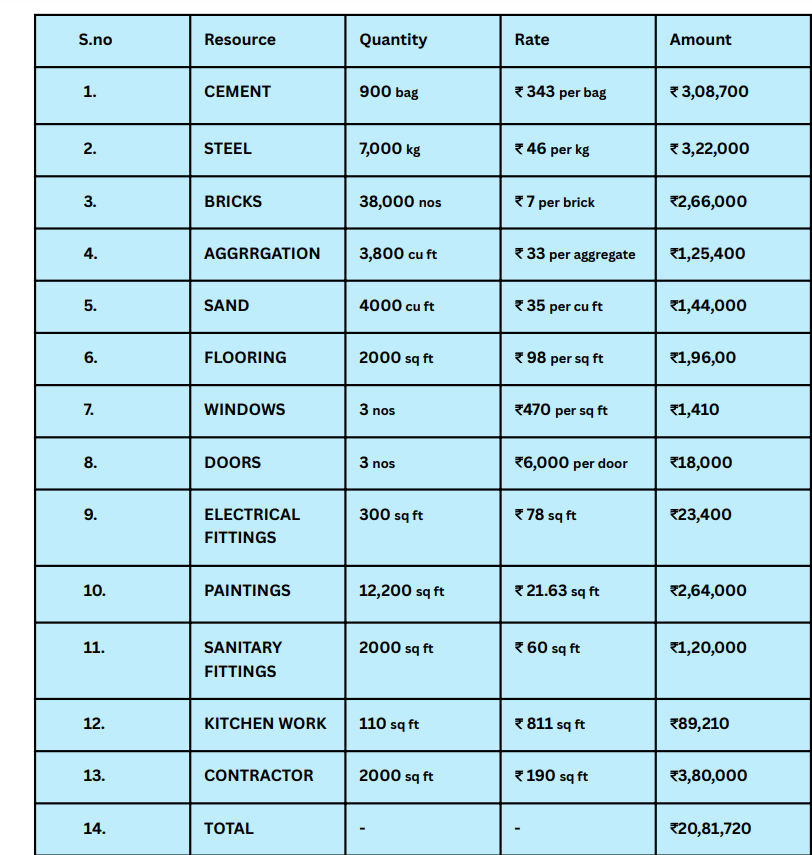 S.no Resource Quantity Rate Amount
1. CEMENT 900 bag ₹ 343 per bag ₹ 3,08,700
2. STEEL 7,000 kg ₹ 46 per kg ₹ 3,22,000
3. BRICKS 38,000 nos ₹ 7 per brick ₹2,66,000
4. AGGRRGATION 3,800 cu ft ₹ 33 per aggregate ₹1,25,400
5. SAND 4000 cu ft ₹ 35 per cu ft ₹1,44,000
6. FLOORING 2000 sq ft ₹ 98 per sq ft ₹1,96,00
7. WINDOWS 3 nos ₹470 per sq ft ₹1,410
8. DOORS 3 nos ₹6,000 per door ₹18,000
9. ELECTRICAL 300 sq ft ₹ 78 sq ft ₹23,400
FITTINGS
10. PAINTINGS 12,200 sq ft ₹ 21.63 sq ft ₹2,64,000
11. SANITARY 2000 sq ft ₹ 60 sq ft ₹1,20,000
FITTINGS
12. KITCHEN WORK 110 sq ft ₹ 811 sq ft ₹89,210
13. CONTRACTOR 2000 sq ft ₹ 190 sq ft ₹3,80,000
14. TOTAL - - ₹20,81,720